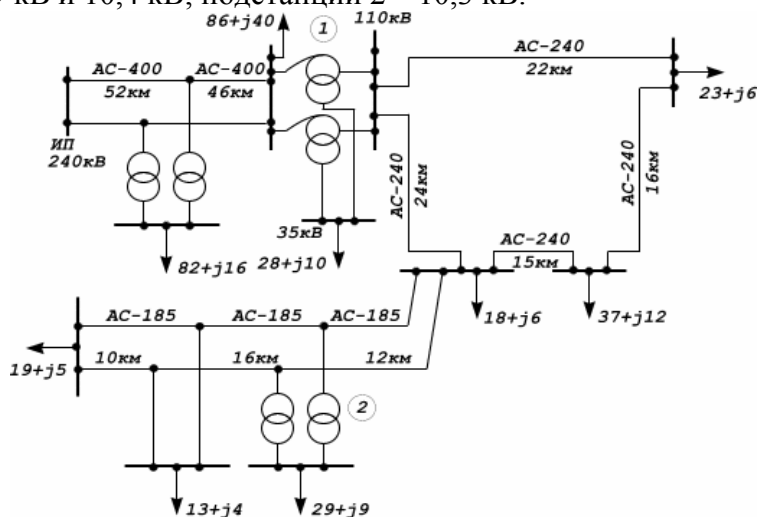 кВ и 10,4 кВ, подстанции 2 – 10,5 кВ.
86+j40
1
110кВ
АС-240
22км
23+j6
АС-400
АС-400
52км
46км
ИП
240кВ
АС-240
24км
АС-240
16км
АС-240
15км
35кВ
82+j16
28+j10
18+j6
37+j12
АС-185
АС-185
АС-185
10км
16км
12км
19+j5
2
13+j4
29+j9